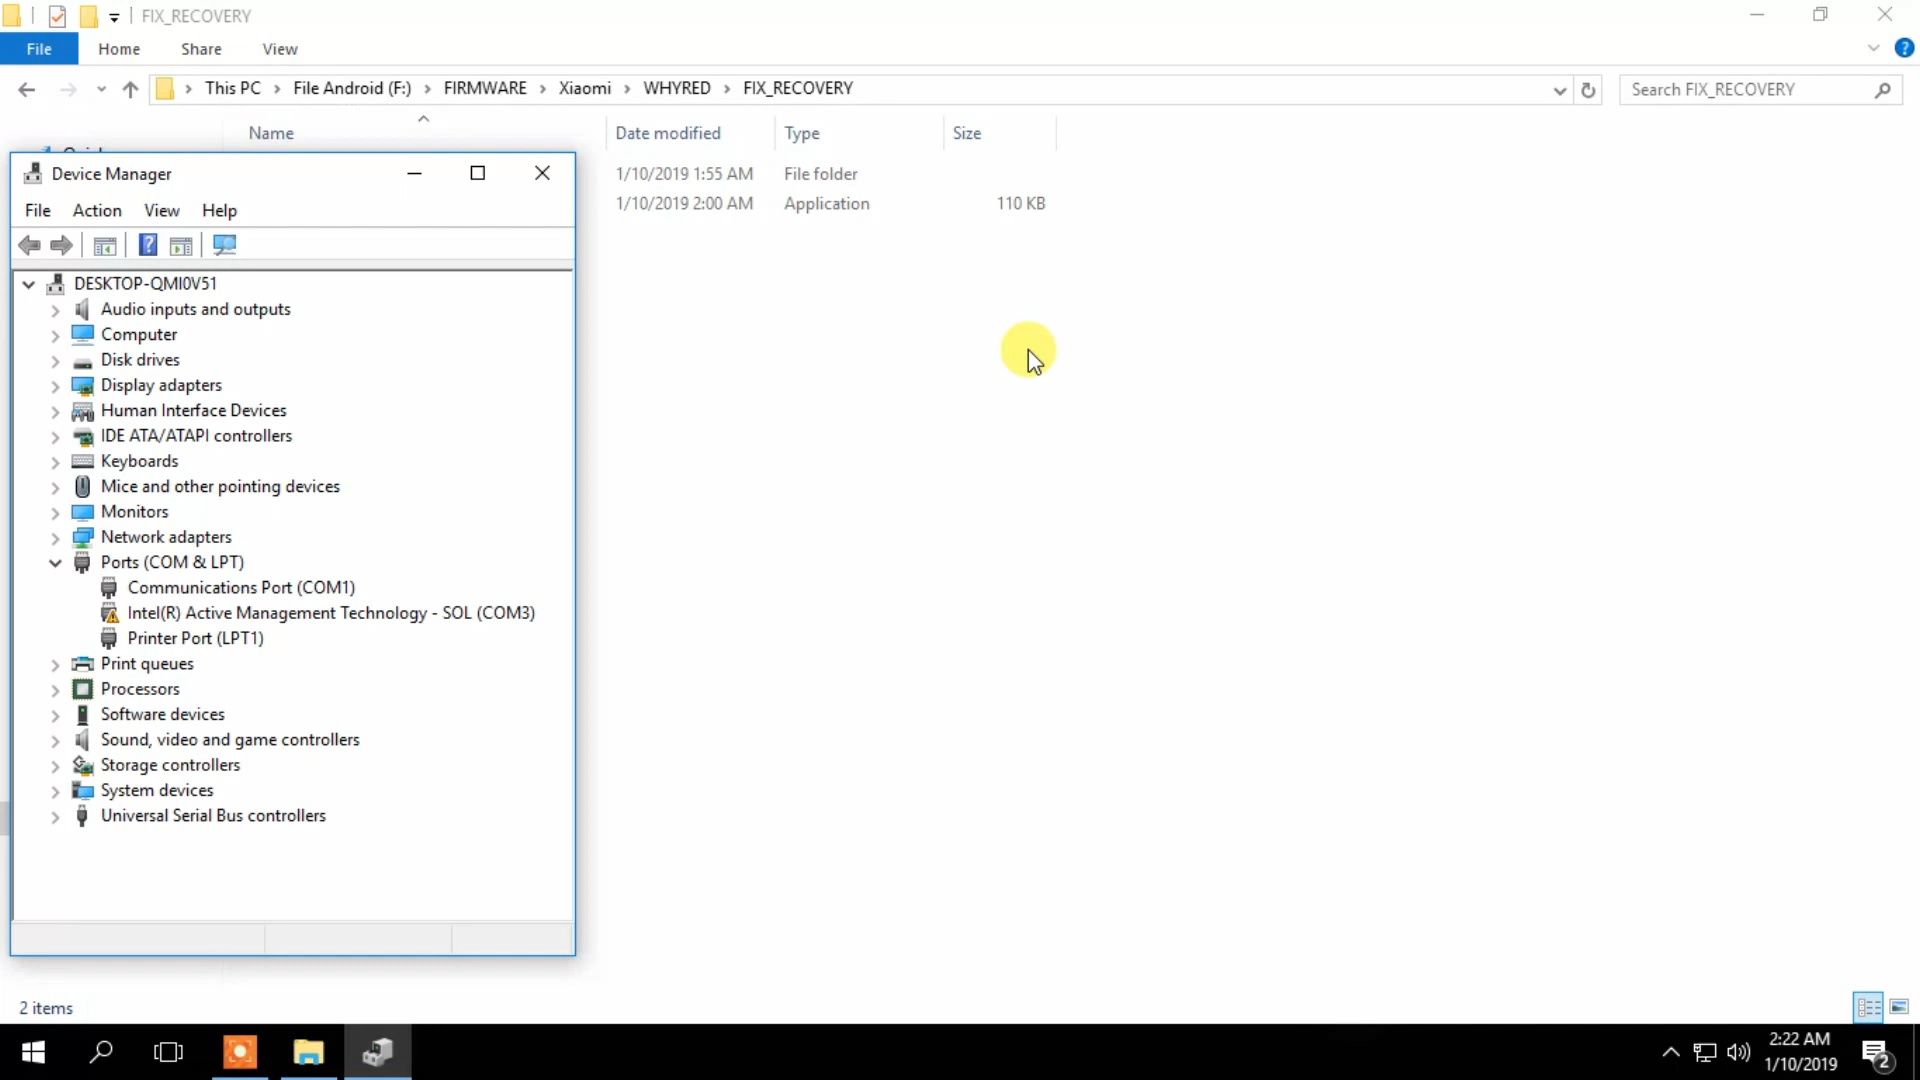 FIX_RECOVERY
File Home Share View
This PC File Android (F:) FIRMWARE Xiaomi WHYRED FIX_RECOVERY
Search FIX_RECOVERY
Name Date modified Type Size
1/10/2019 1:55 AM File folder
1/10/2019 2:00 AM Application 110 KB
Device Manager
File Action View Help
DESKTOP-QMI0V51
Audio inputs and outputs
Computer
Disk drives
Display adapters
Human Interface Devices
IDE ATA/ATAPI controllers
Keyboards
Mice and other pointing devices
Monitors
Network adapters
Ports (COM & LPT)
Communications Port (COM1)
Intel(R) Active Management Technology - SOL (COM3)
Printer Port (LPT1)
Print queues
Processors
Software devices
Sound, video and game controllers
Storage controllers
System devices
Universal Serial Bus controllers
2 items
2:22 AM
1/10/2019
2